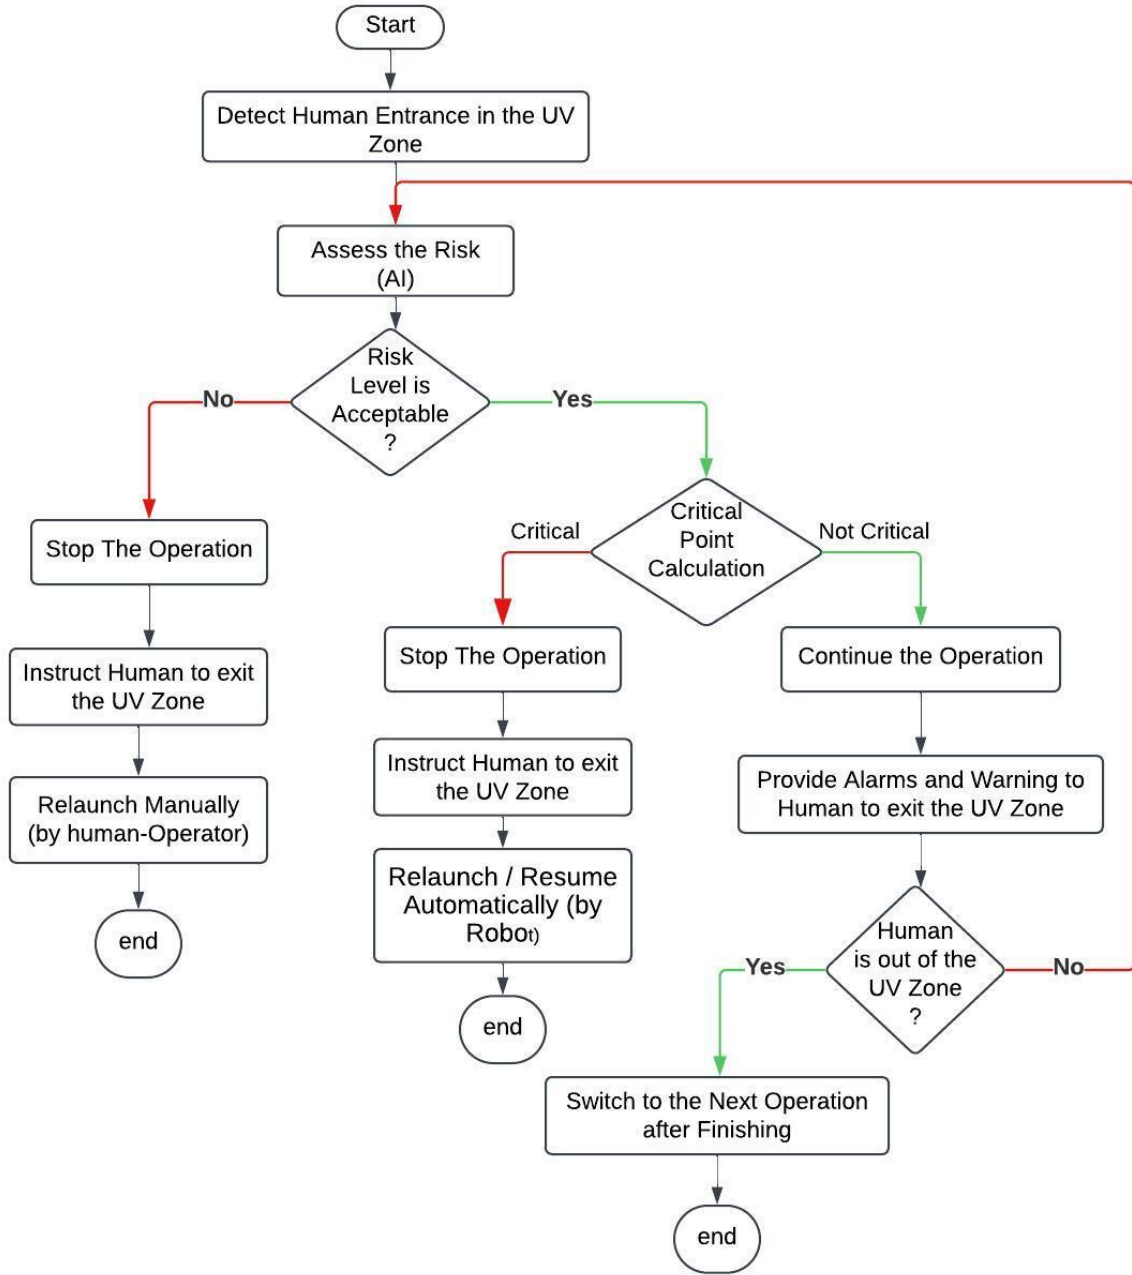 Start
Detect Human Entrance in the UV
Zone
Assess the Risk
(AI)
Risk
Level is
Acceptable
?
No
Yes
Critical
Point
Calculation
Critical
Not Critical
Stop The Operation
Instruct Human to exit
the UV Zone
Relaunch Manually
(by human-Operator)
end
Stop The Operation
Instruct Human to exit
the UV Zone
Relaunch / Resume
Automatically (by
Robot)
end
Continue the Operation
Provide Alarms and Warning to
Human to exit the UV Zone
Human
is out of the
UV Zone
?
Yes
No
Switch to the Next Operation
after Finishing
end